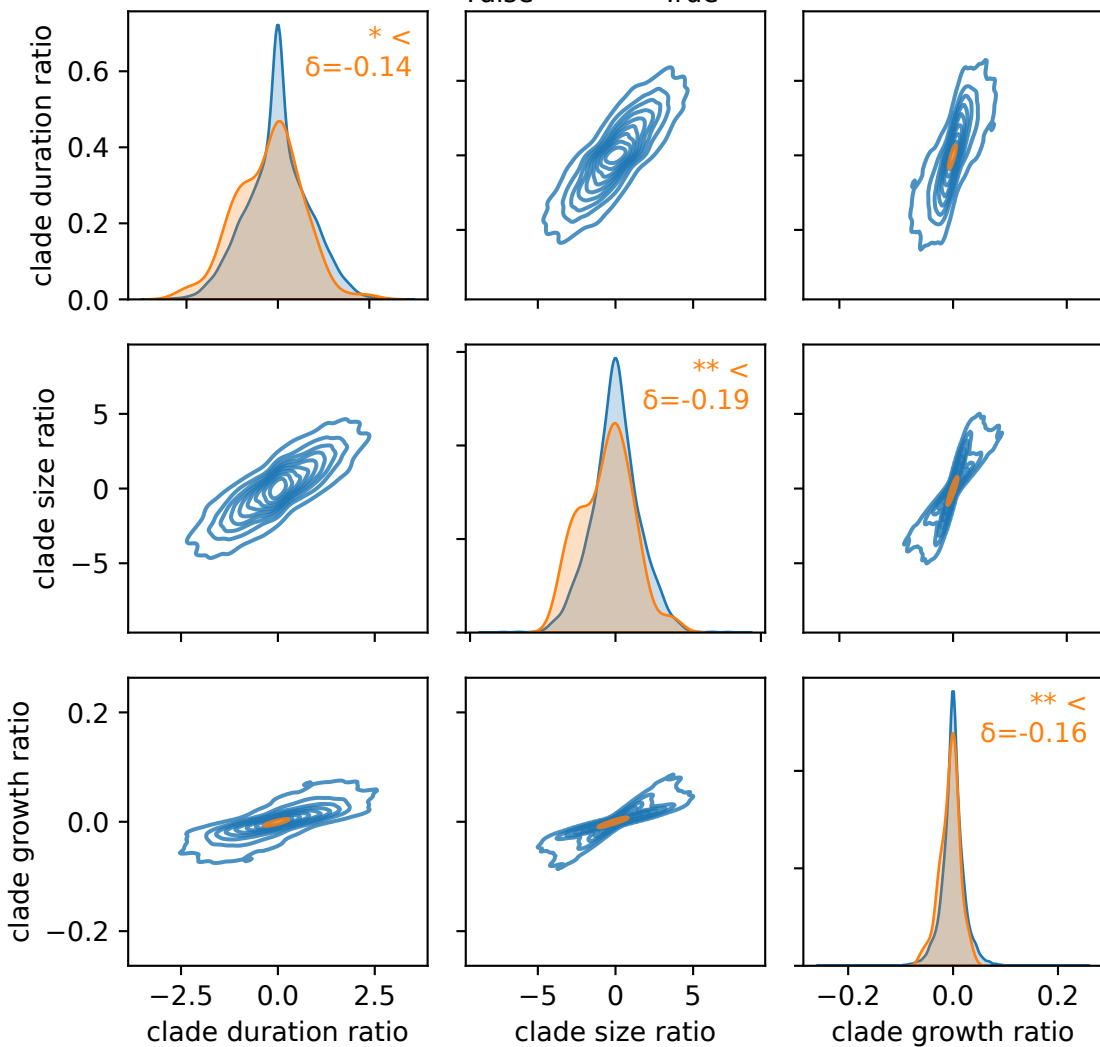 clade duration ratio
0.6
0.4
0.2
0.0
* <
δ=-0.14
clade size ratio
5
0
−5
** <
δ=-0.19
clade growth ratio
0.2
0.0
−0.2
** <
δ=-0.16
−2.5 0.0 2.5
clade duration ratio
−5 0 5
clade size ratio
−0.2 0.0 0.2
clade growth ratio